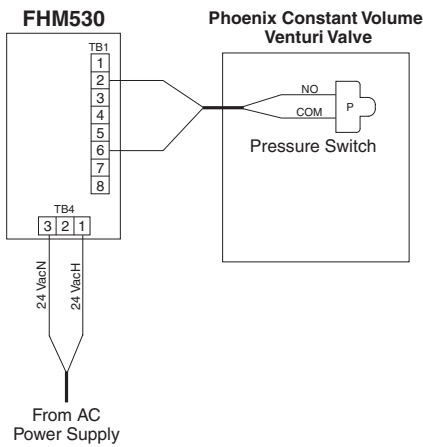 FHM530
Phoenix Constant Volume
Venturi Valve
TB1
1
2
3
4
5
6
7
8
NO
COM
P
Pressure Switch
TB4
3 2 1
24 VacN
24 VacH
From AC
Power Supply